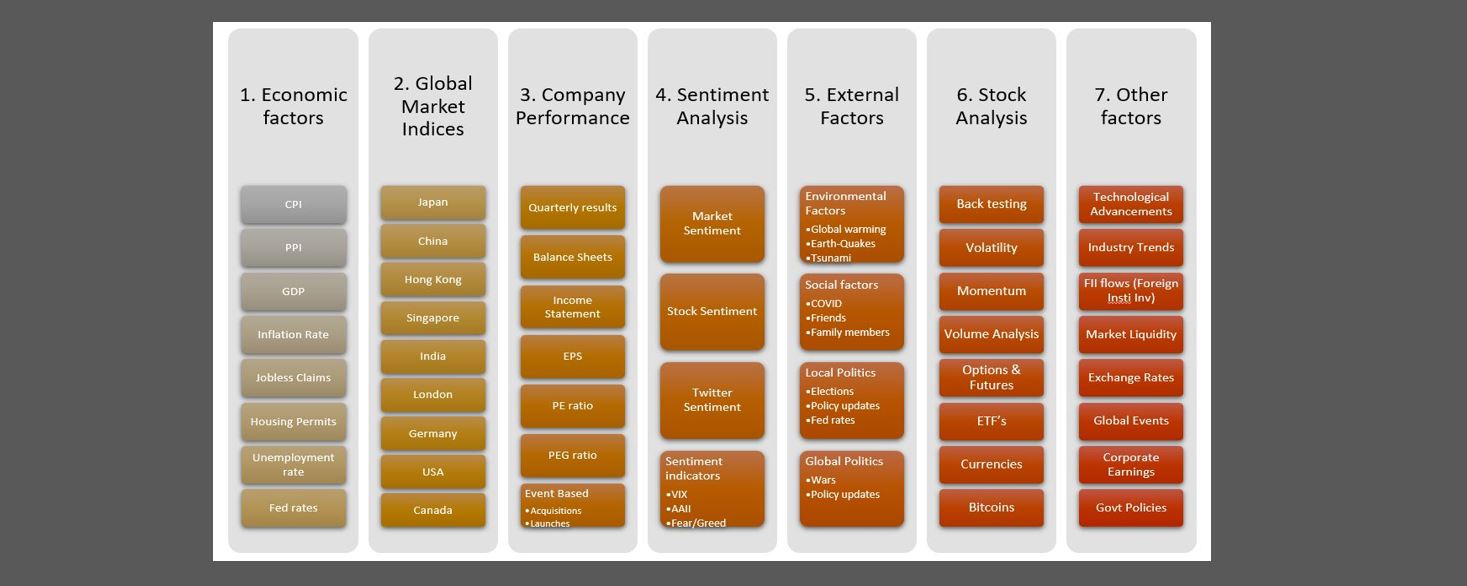 1. Economic
factors
CPI
PPI
GDP
Inflation Rate
Jobless Claims
Housing Permits
Unemployment
rate
Fed rates
2. Global
Market
Indices
Japan
China
Hong Kong
Singapore
India
London
Germany
USA
Canada
3. Company
Performance
Quarterly results
Balance Sheets
Income
Statement
EPS
PE ratio
PEG ratio
Event Based
•Acquisitions
•Launches
4. Sentiment
Analysis
Market
Sentiment
Stock Sentiment
Twitter
Sentiment
Sentiment
indicators
•VIX
•AAII
•Fear/Greed
5. External
Factors
Environmental
Factors
•Global warming
•Earth-Quakes
•Tsunami
Social factors
•COVID
•Friends
•Family members
Local Politics
•Elections
•Policy updates
•Fed rates
Global Politics
•Wars
•Policy updates
6. Stock
Analysis
Back testing
Volatility
Momentum
Volume Analysis
Options &
Futures
ETF's
Currencies
Bitcoins
7. Other
factors
Technological
Advancements
Industry Trends
FII flows (Foreign
Insti Inv)
Market Liquidity
Exchange Rates
Global Events
Corporate
Earnings
Govt Policies